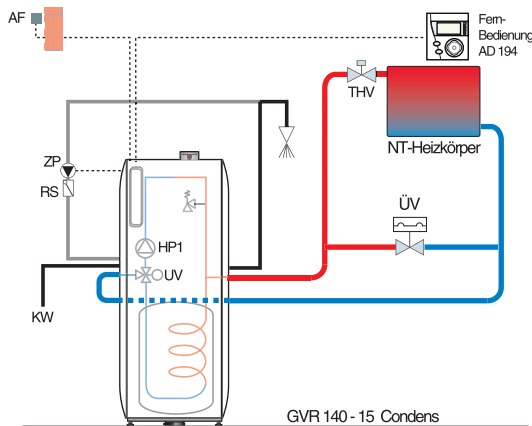 AF
Fern-
Bedienung
AD 194
THV
NT-Heizkörper
ZP
RS
ÜV
HP1
UV
KW
GVR 140 - 15 Condens